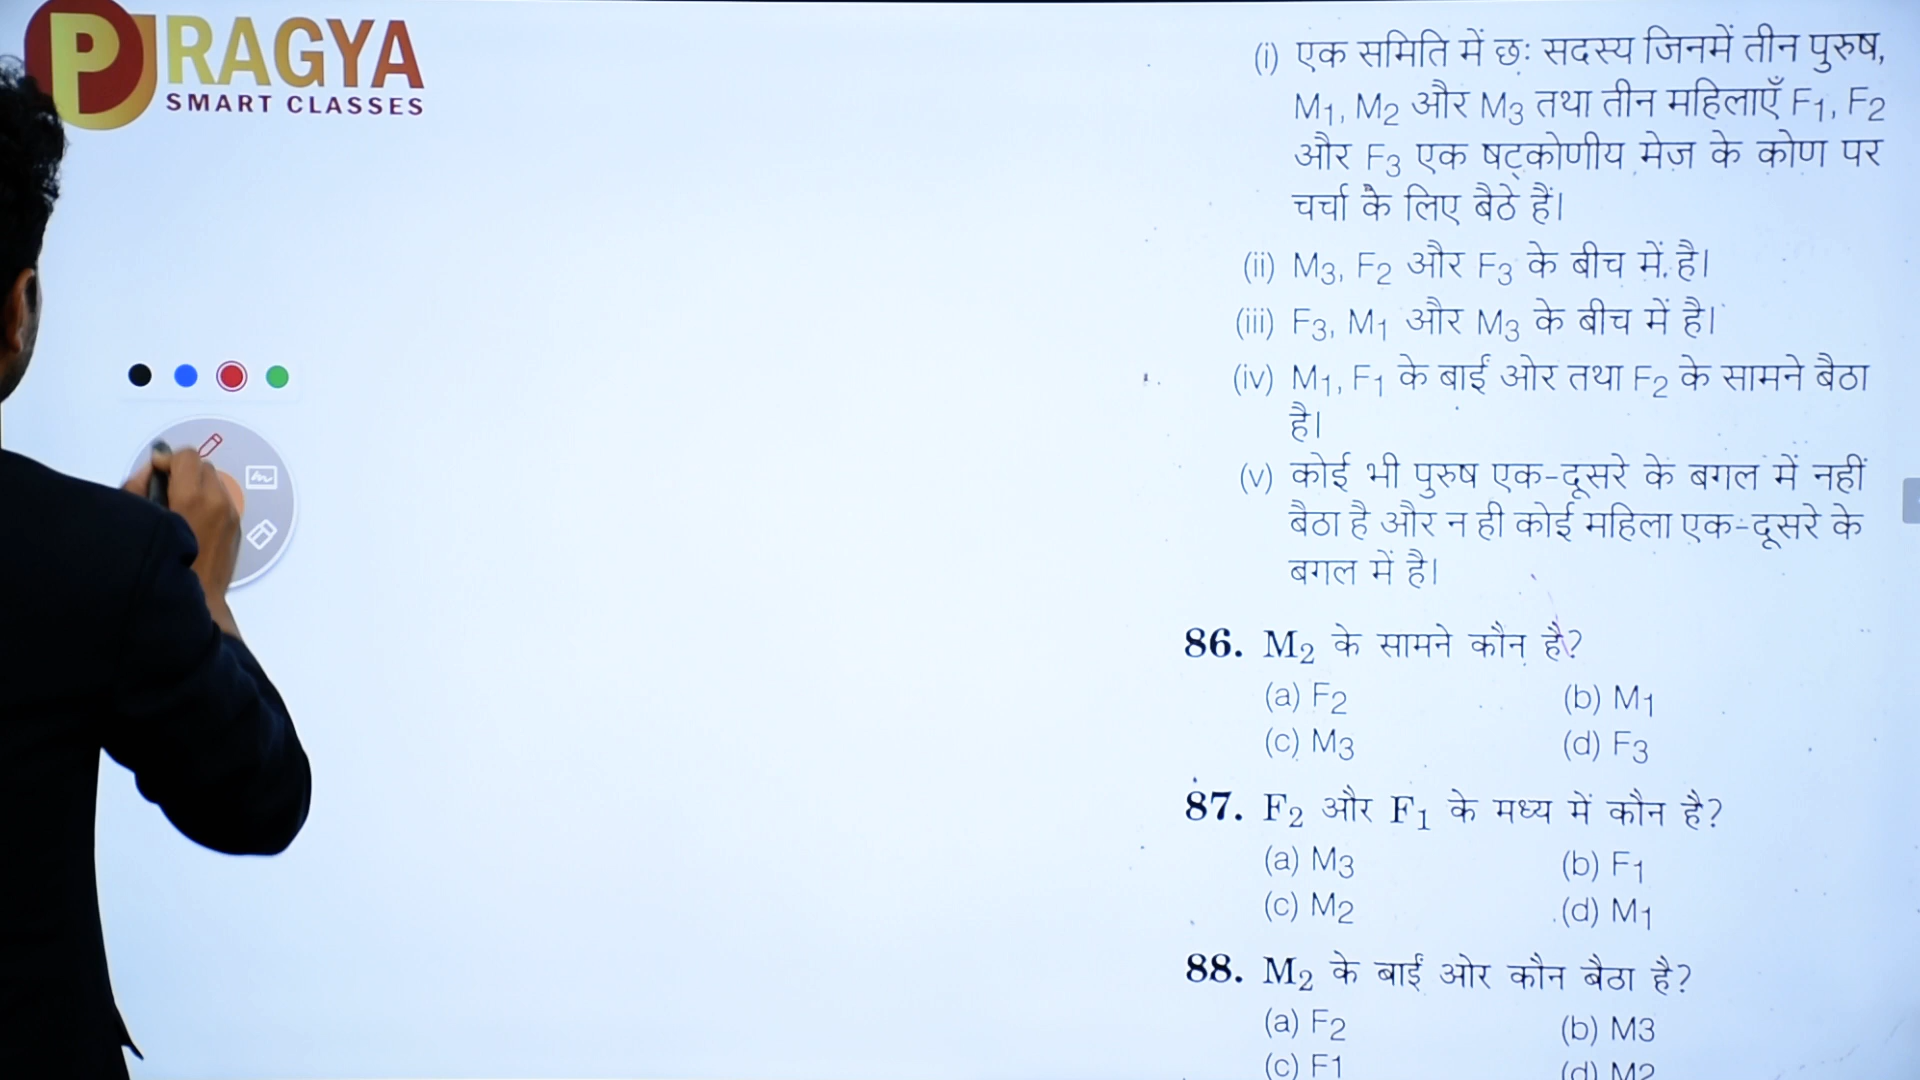 PRAGYA
SMART CLASSES
(i) एक समिति में छः सदस्य जिनमें तीन पुरुष,
M1, M2 और M3 तथा तीन महिलाएँ F1, F2
और F3 एक षट्कोणीय मेज के कोण पर
चर्चा के लिए बैठे हैं।
(ii) M3, F2 और F3 के बीच में है।
(iii) F3, M1 और M3 के बीच में है।
(iv) M1, F1 के बाईं ओर तथा F2 के सामने बैठा
है।
(v) कोई भी पुरुष एक-दूसरे के बगल में नहीं
बैठा है और न ही कोई महिला एक-दूसरे के
बगल में है।
86. M2 के सामने कौन है?
(a) F2 (b) M1
(c) M3 (d) F3
87. F2 और F1 के मध्य में कौन है?
(a) M3 (b) F1
(c) M2 (d) M1
88. M2 के बाईं ओर कौन बैठा है?
(a) F2 (b) M3
(c) F1 (d) M2